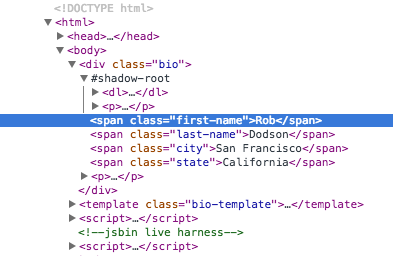 <!DOCTYPE html>
<html>
<head>…</head>
<body>
<div class="bio">
#shadow-root
<dl>…</dl>
<p>…</p>
<span class="first-name">Rob</span>
<span class="last-name">Dodson</span>
<span class="city">San Francisco</span>
<span class="state">California</span>
<p>…</p>
</div>
<template class="bio-template">…</template>
<script>…</script>
<!--jsbin live harness-->
<script>…</script>